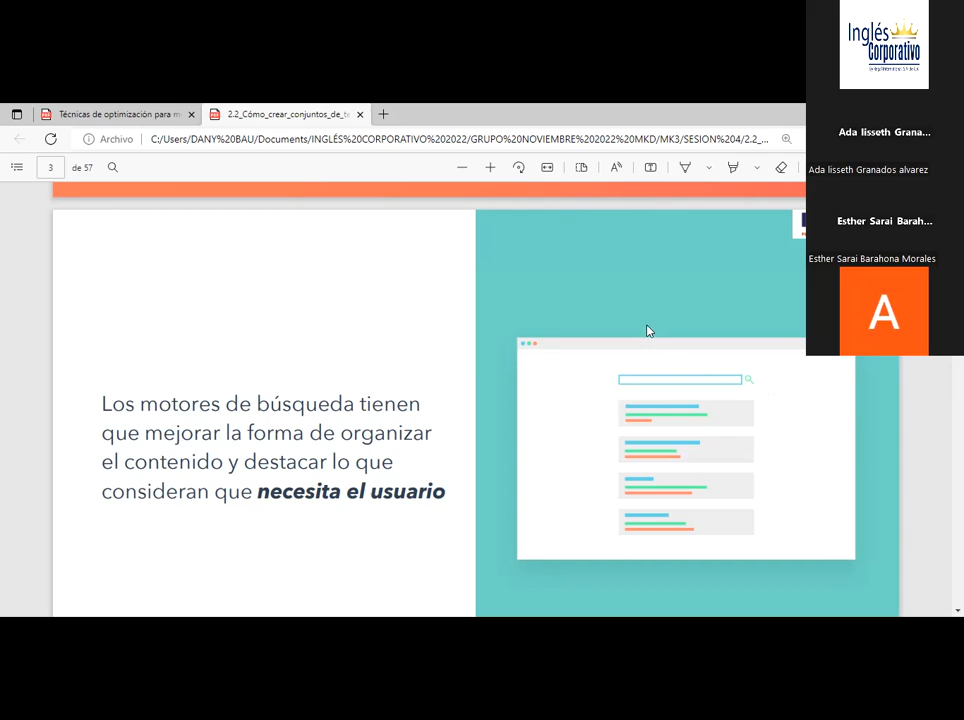 Inglés
Corporativo
Técnicas de optimización para m
2.2_Cómo_crear_conjuntos_de_te
Archivo
C:/Users/DANY%20BAU/Documents/INGLÉS%20CORPORATIVO%202022/GRUPO%20NOVIEMBRE%202022%20MKD/MK3/SESION%204/2.2_...
3 de 57
Ada lisseth Grana...
Ada lisseth Granados alvarez
Esther Sarai Barah...
Esther Sarai Barahona Morales
A
Los motores de búsqueda tienen
que mejorar la forma de organizar
el contenido y destacar lo que
consideran que necesita el usuario